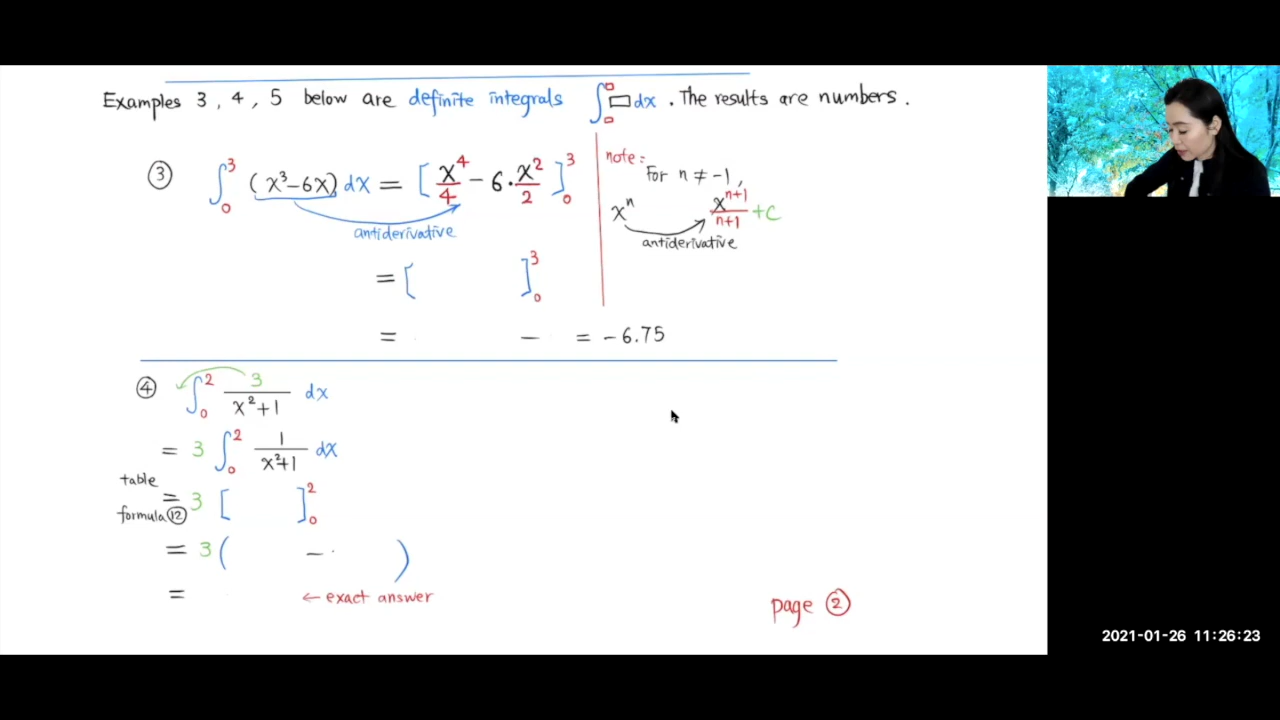 Examples 3, 4, 5 below are definite integrals ∫□□ □ dx. The results are numbers.
③ ∫₀³ (x³-6x) dx = [x⁴/4 - 6·x²/2]₀³
antiderivative
= [ ]₀³
= - = -6.75
note:
For n ≠ -1,
xⁿ xⁿ⁺¹/n+1 + C
antiderivative
④ ∫₀² 3/x²+1 dx
= 3 ∫₀² 1/x²+1 dx
table
= 3 [ ]₀²
formula ⑫
= 3( - )
= ← exact answer
page ②
2021-01-26 11:26:23